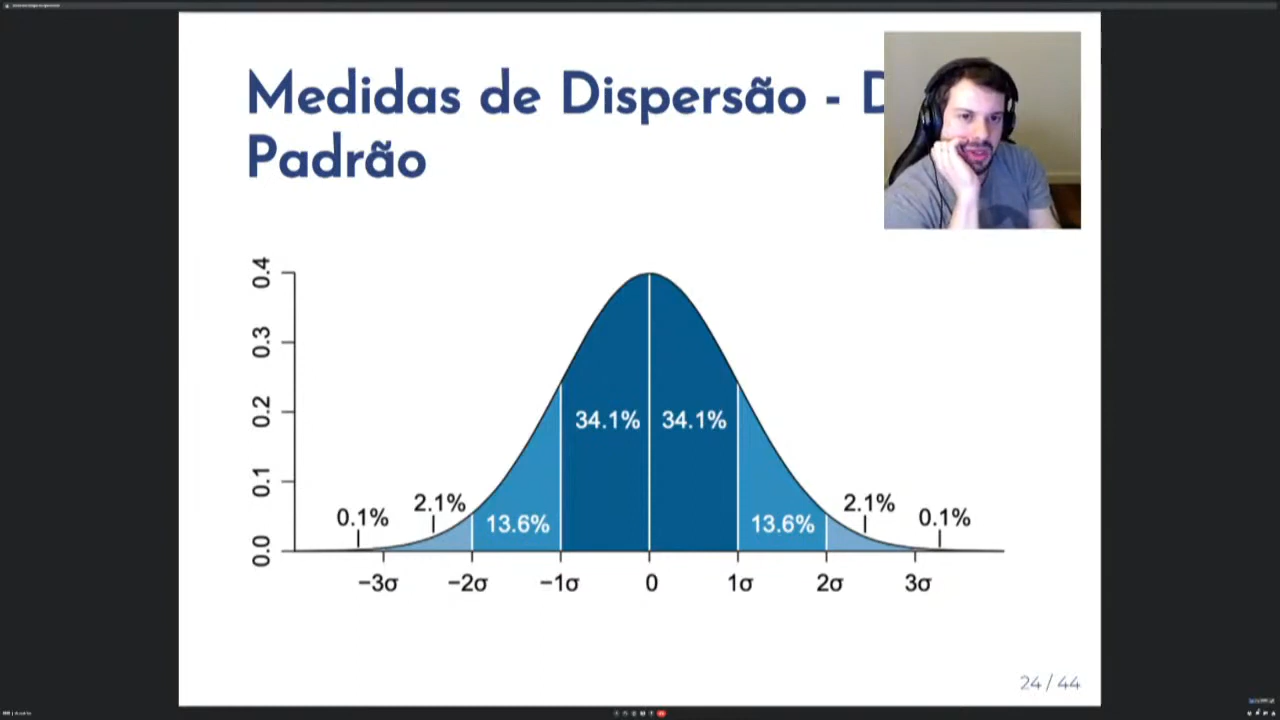 Medidas de Dispersão - D
Padrão
0.4
0.3
0.2
0.1
0.0
34.1% 34.1%
0.1% 2.1% 13.6% 13.6% 2.1% 0.1%
−3σ −2σ −1σ 0 1σ 2σ 3σ
24 / 44